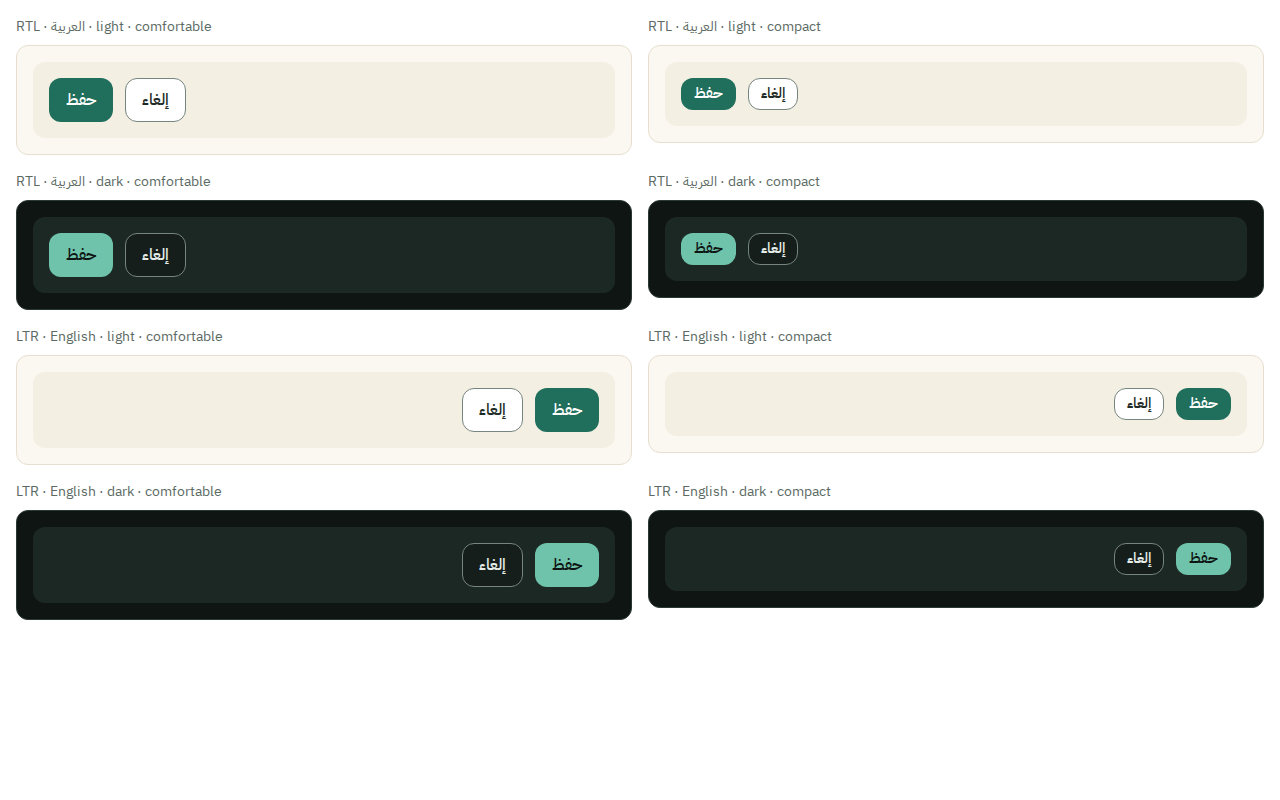 RTL · العربية · light · comfortable
حفظ إلغاء
RTL · العربية · light · compact
حفظ إلغاء
RTL · العربية · dark · comfortable
حفظ إلغاء
RTL · العربية · dark · compact
حفظ إلغاء
LTR · English · light · comfortable
إلغاء حفظ
LTR · English · light · compact
إلغاء حفظ
LTR · English · dark · comfortable
إلغاء حفظ
LTR · English · dark · compact
إلغاء حفظ